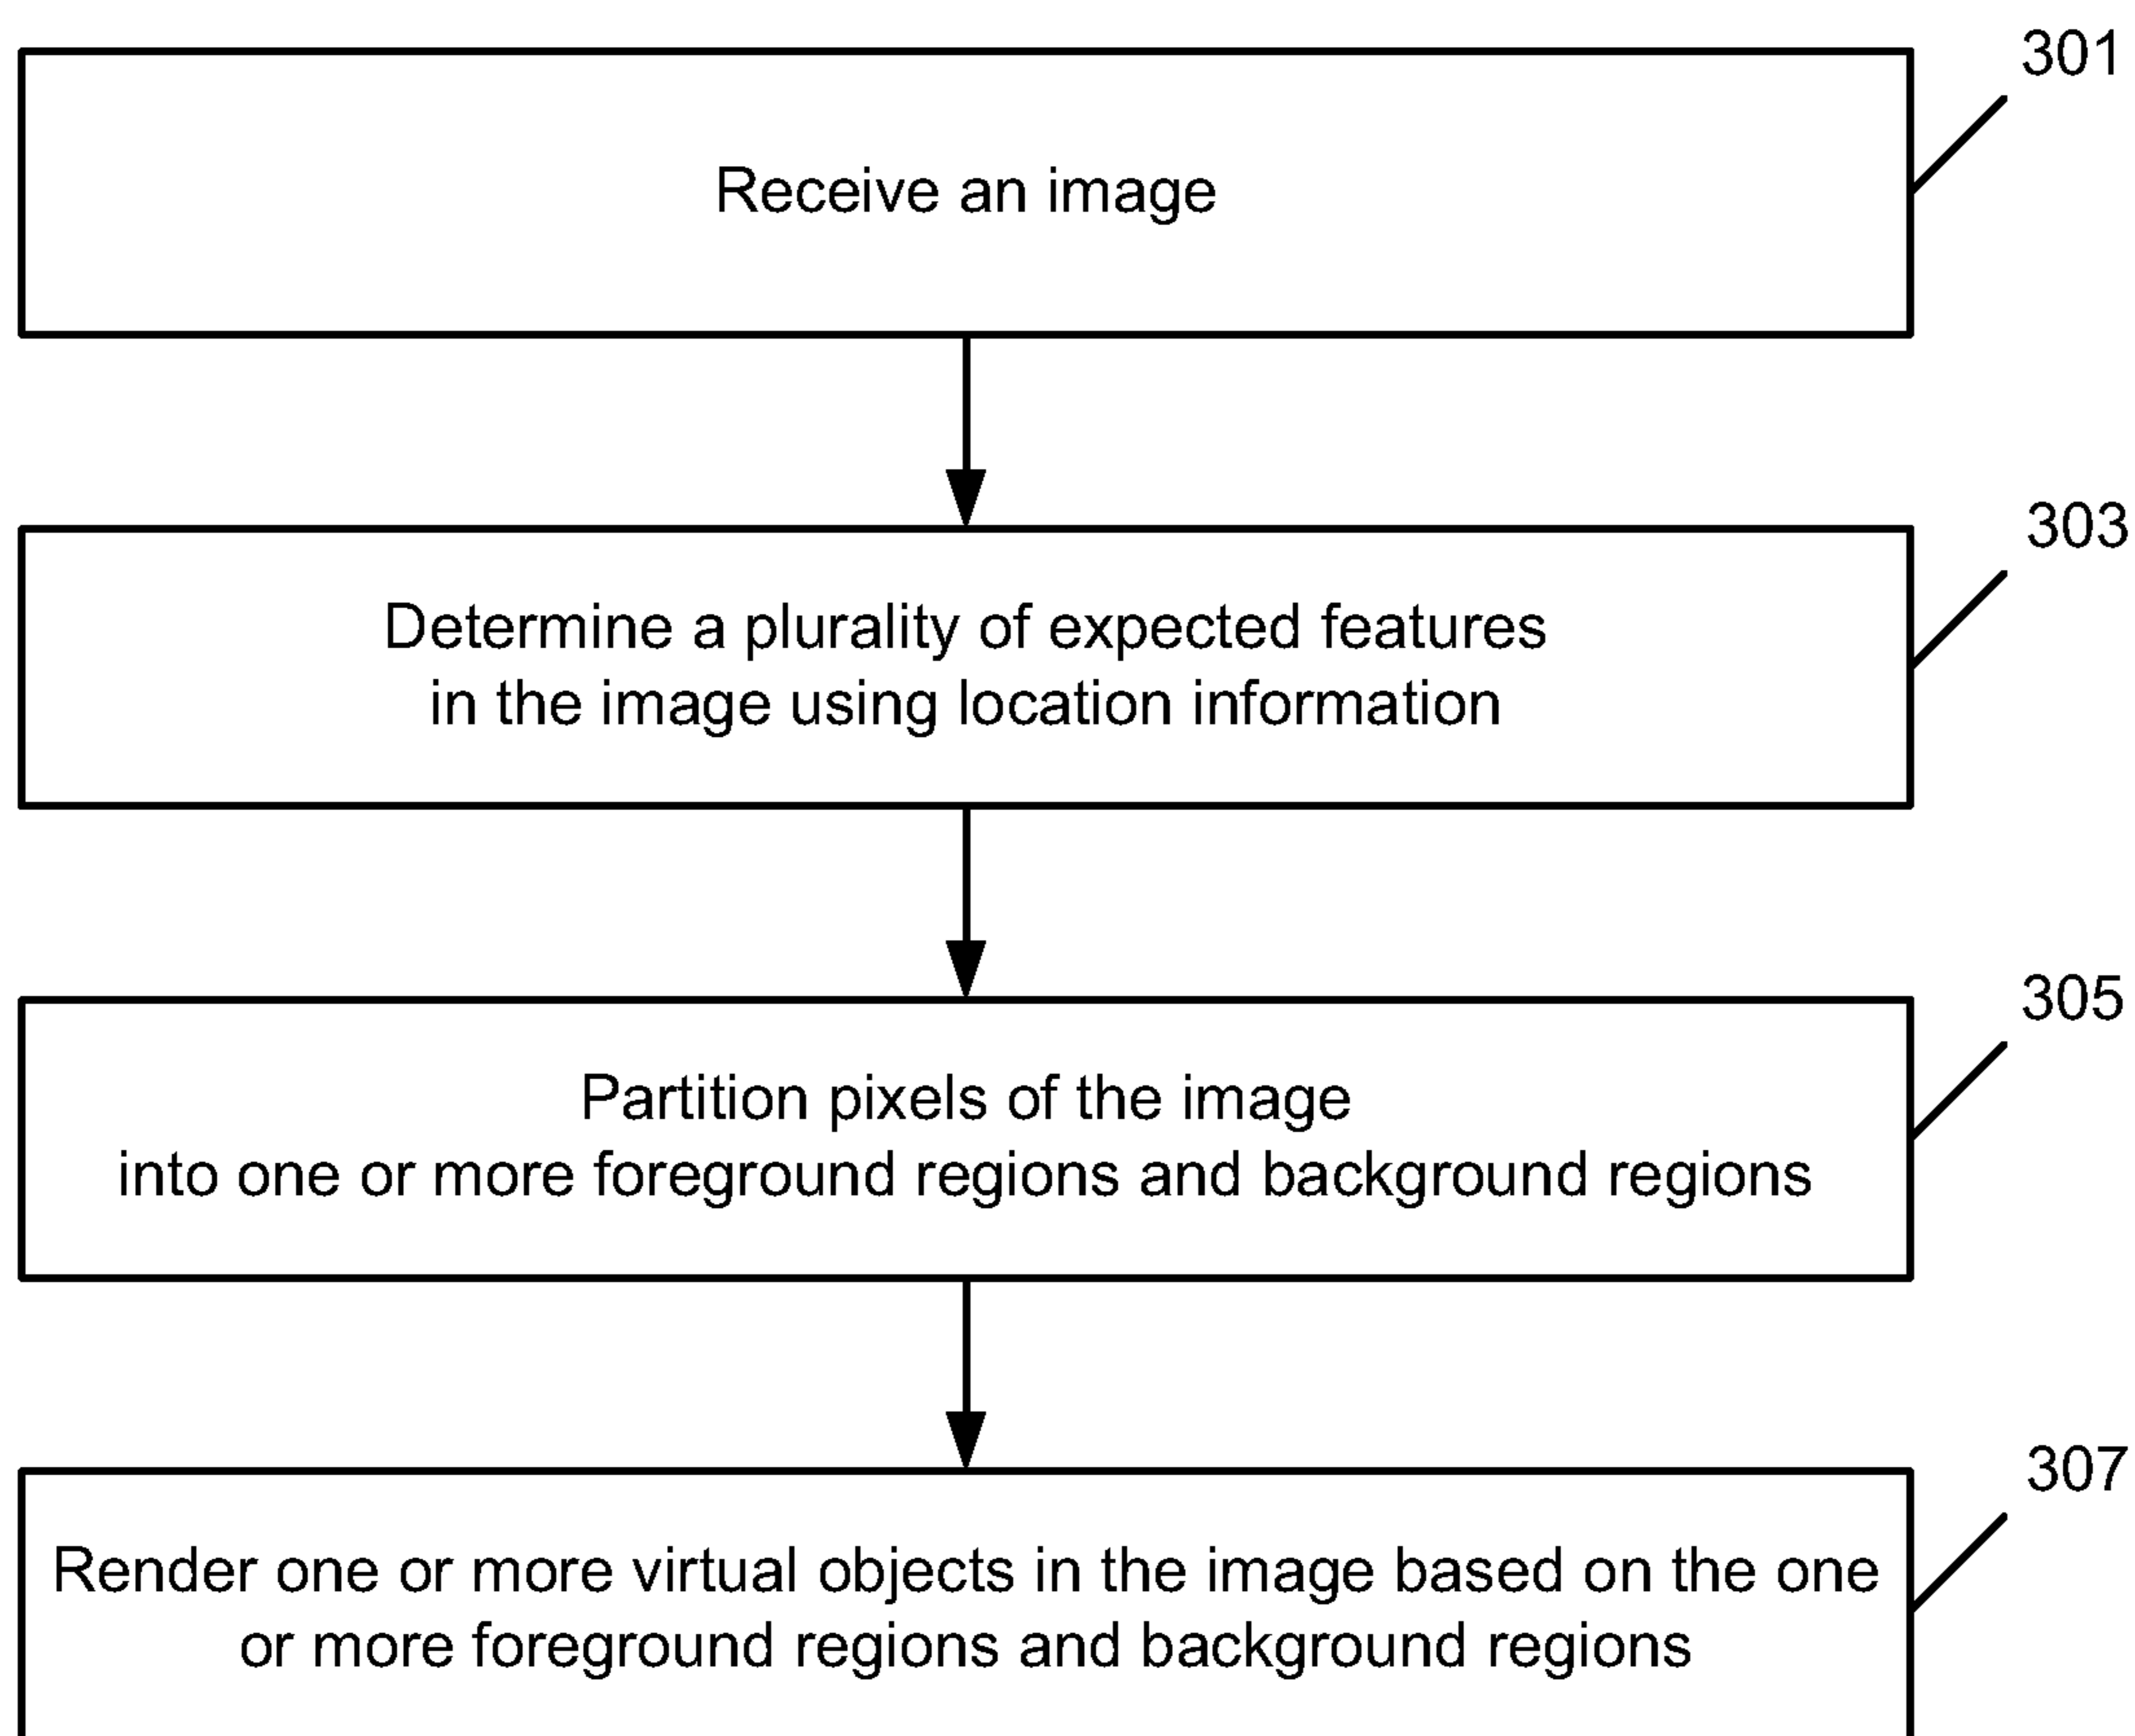 301
Receive an image
303
Determine a plurality of expected features
in the image using location information
305
Partition pixels of the image
into one or more foreground regions and background regions
307
Render one or more virtual objects in the image based on the one
or more foreground regions and background regions